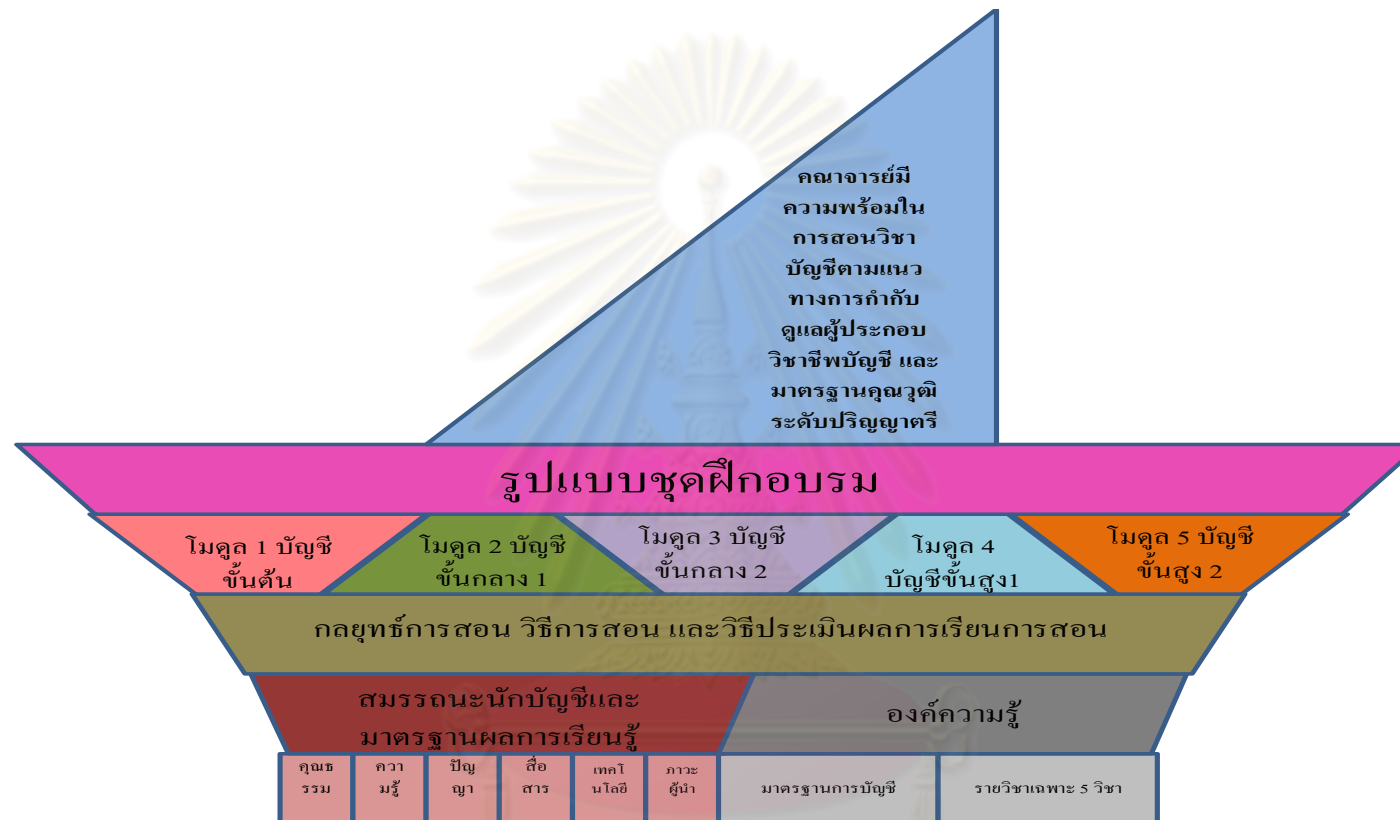 คณาจารย์มี
ความพร้อมใน
การสอนวิชา
บัญชีตามแนว
ทางการกำกับ
ดูแลผู้ประกอบ
วิชาชีพบัญชี และ
มาตรฐานคุณวุฒิ
ระดับปริญญาตรี
รูปแบบชุดฝึกอบรม
โมดูล 1 บัญชี
ขั้นต้น
โมดูล 2 บัญชี
ขั้นกลาง 1
โมดูล 3 บัญชี
ขั้นกลาง 2
โมดูล 4
บัญชีขั้นสูง1
โมดูล 5 บัญชี
ขั้นสูง 2
กลยุทธ์การสอน วิธีการสอน และวิธีประเมินผลการเรียนการสอน
สมรรถนะนักบัญชีและ
มาตรฐานผลการเรียนรู้
องค์ความรู้
คุณธ
รรม
ควา
มรู้
ปัญ
ญา
สื่อ
สาร
เทคโ
นโลยี
ภาวะ
ผู้นำ
มาตรฐานการบัญชี
รายวิชาเฉพาะ 5 วิชา